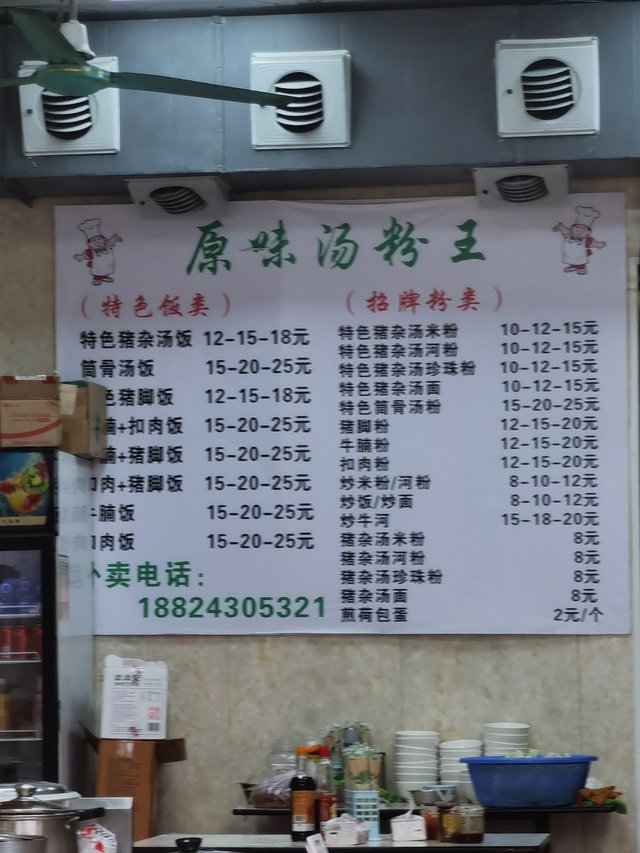 原味汤粉王
(特色饭类)
特色猪杂汤饭 12-15-18元
筒骨汤饭 15-20-25元
色猪脚饭 12-15-18元
腩+扣肉饭 15-20-25元
腩+猪脚饭 15-20-25元
扣肉+猪脚饭 15-20-25元
牛腩饭 15-20-25元
扣肉饭 15-20-25元
外卖电话：
18824305321
(招牌粉类)
特色猪杂汤米粉 10-12-15元
特色猪杂汤河粉 10-12-15元
特色猪杂汤珍珠粉 10-12-15元
特色猪杂汤面 10-12-15元
特色筒骨汤粉 15-20-25元
猪脚粉 12-15-20元
牛腩粉 12-15-20元
扣肉粉 12-15-20元
炒米粉/河粉 8-10-12元
炒饭/炒面 8-10-12元
炒牛河 15-18-20元
猪杂汤米粉 8元
猪杂汤河粉 8元
猪杂汤珍珠粉 8元
猪杂汤面 8元
煎荷包蛋 2元/个